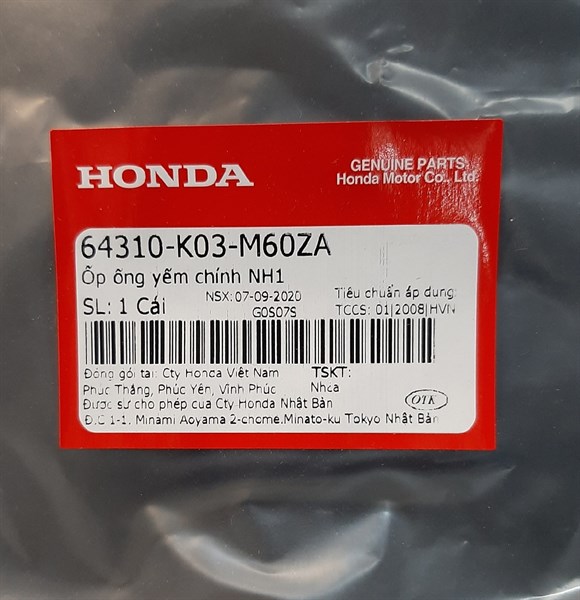 HONDA
GENUINE PARTS
Honda Motor Co., Ltd.
64310-K03-M60ZA
Ốp ống yếm chính NH1
SL: 1 Cái
NSX: 07-09-2020
G0S07S
Tiêu chuẩn áp dụng:
TCCS: 01|2008|HVN
Đóng gói tại: Cty Honda Việt Nam
Phúc Thắng, Phúc Yên, Vĩnh Phúc
Được sự cho phép của Cty Honda Nhật Bản
Đ.C 1-1, Minami Aoyama 2-chome,Minato-ku Tokyo Nhật Bản
TSKT:
Nhựa
OTK